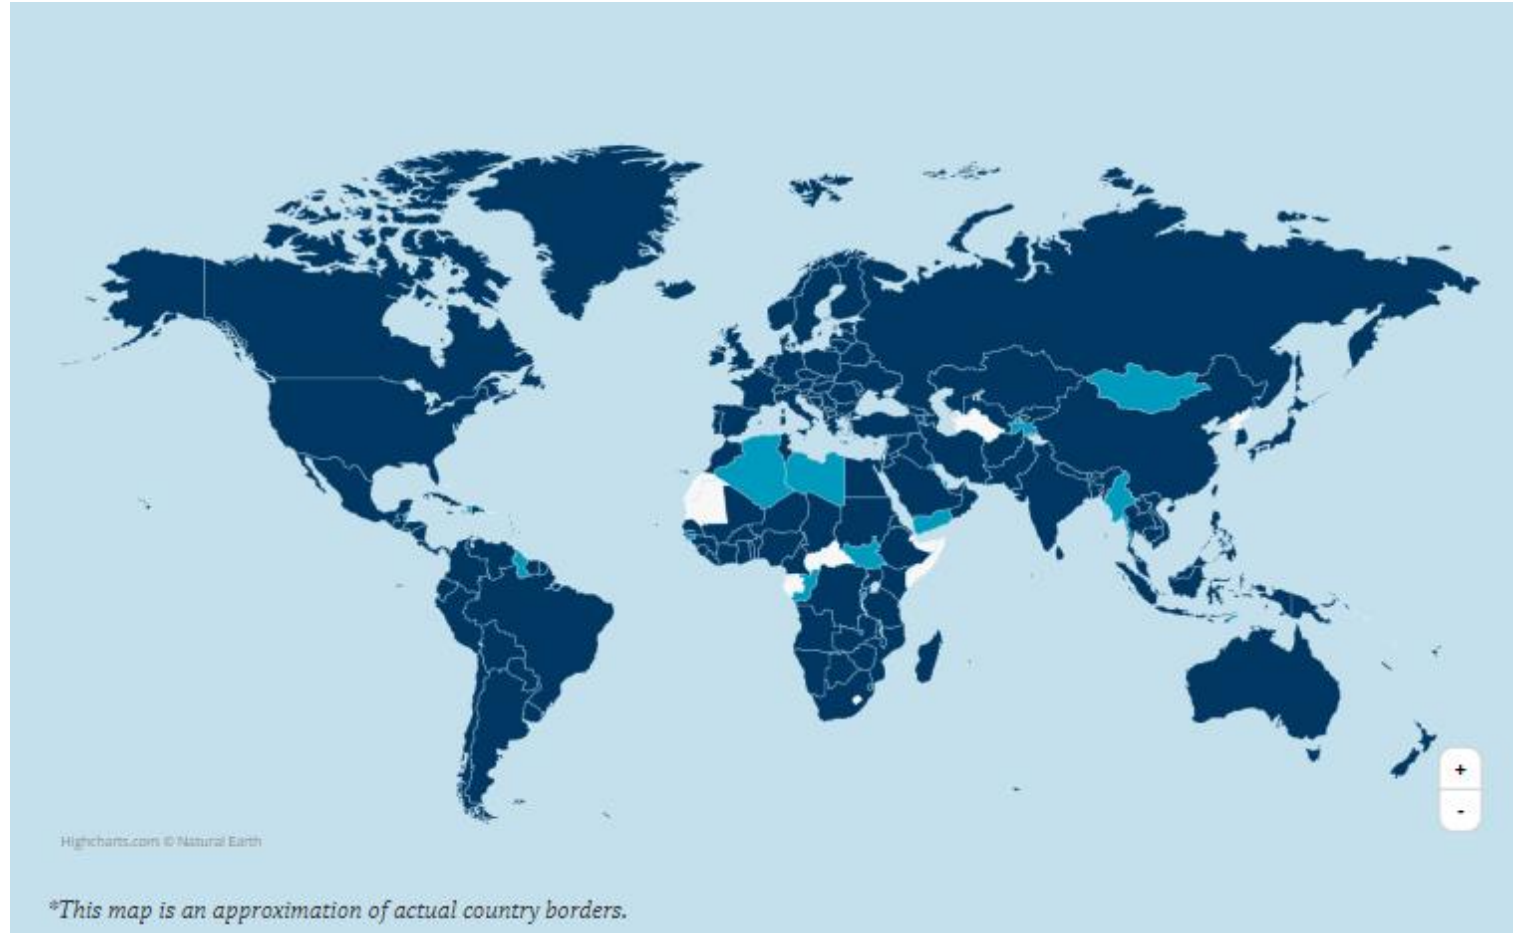 +
-
Highcharts.com © Natural Earth
*This map is an approximation of actual country borders.